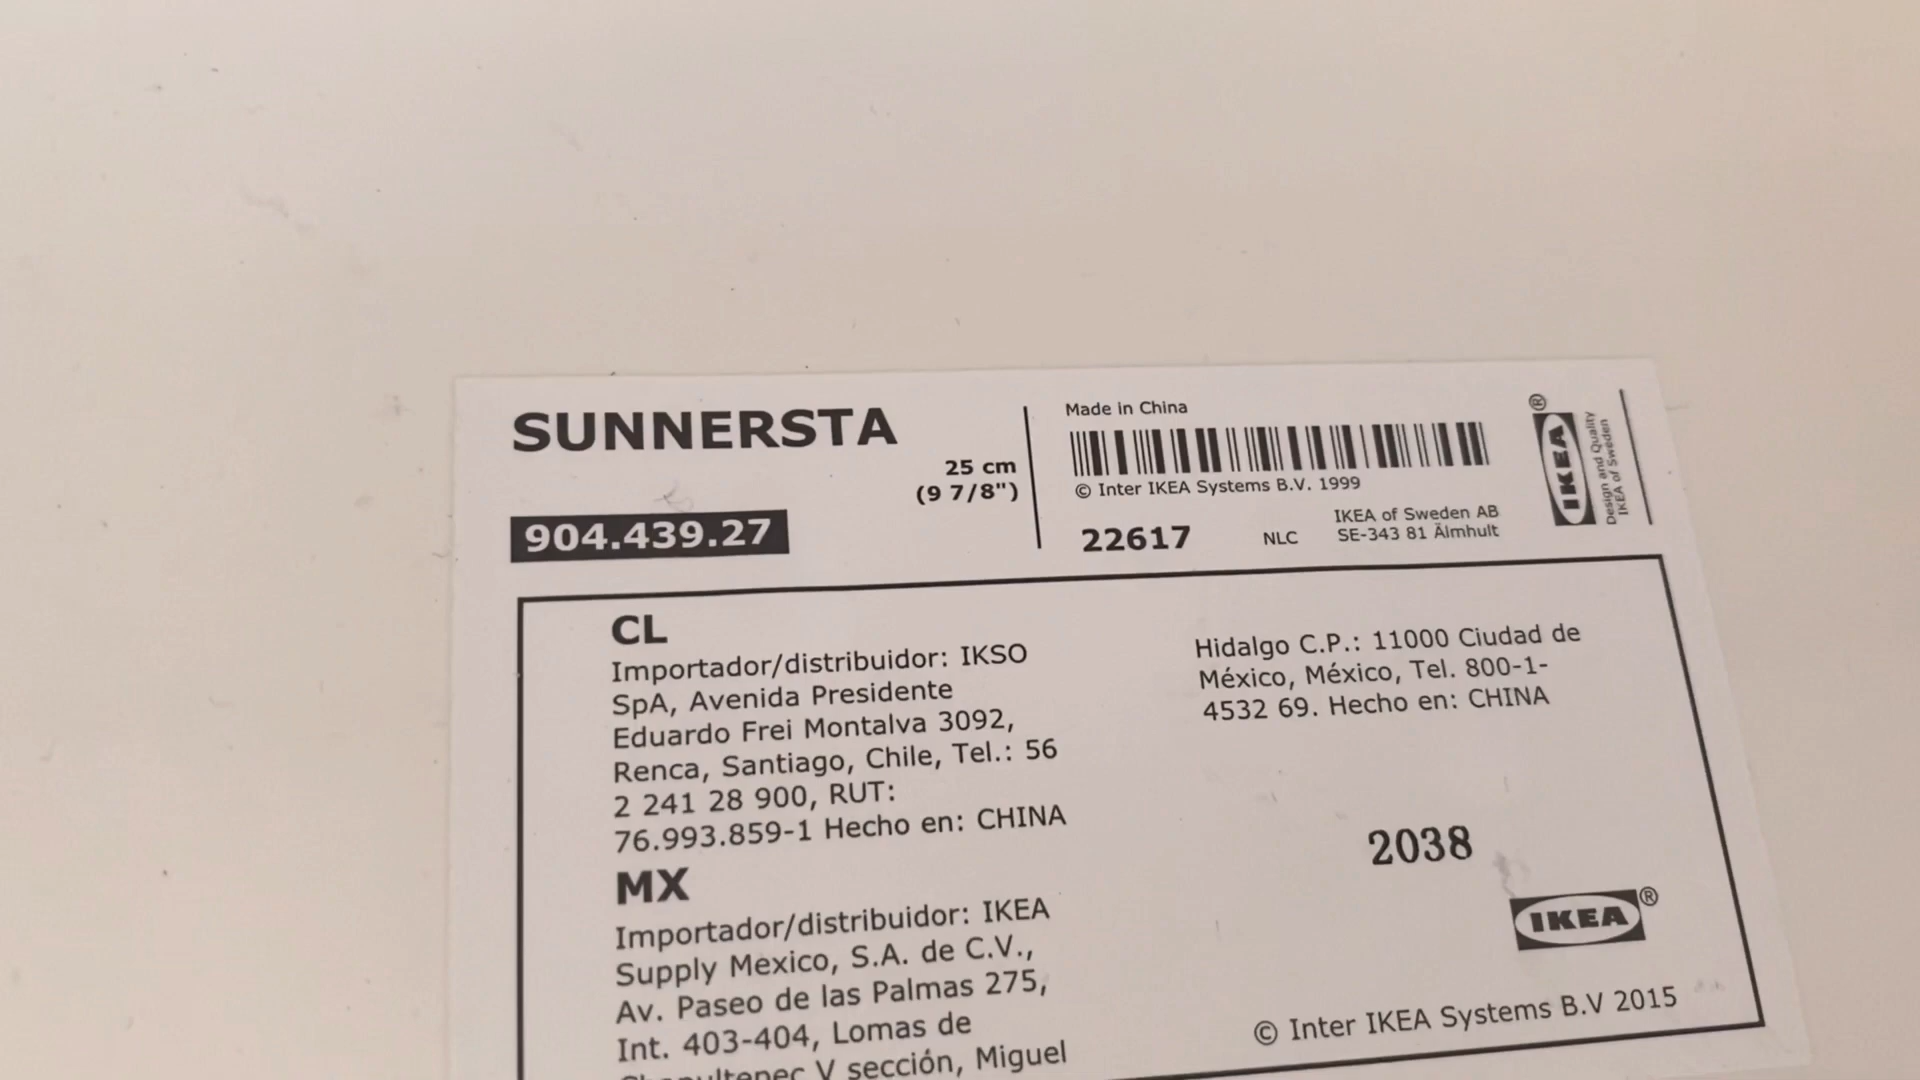 SUNNERSTA
25 cm
(9 7/8")
904.439.27
Made in China
© Inter IKEA Systems B.V. 1999
22617
NLC
IKEA of Sweden AB
SE-343 81 Älmhult
IKEA®
Design and Quality
IKEA of Sweden
CL
Importador/distribuidor: IKSO
SpA, Avenida Presidente
Eduardo Frei Montalva 3092,
Renca, Santiago, Chile, Tel.: 56
2 241 28 900, RUT:
76.993.859-1 Hecho en: CHINA
MX
Importador/distribuidor: IKEA
Supply Mexico, S.A. de C.V.,
Av. Paseo de las Palmas 275,
Int. 403-404, Lomas de
V sección, Miguel
Hidalgo C.P.: 11000 Ciudad de
México, México, Tel. 800-1-
4532 69. Hecho en: CHINA
2038
IKEA®
© Inter IKEA Systems B.V 2015